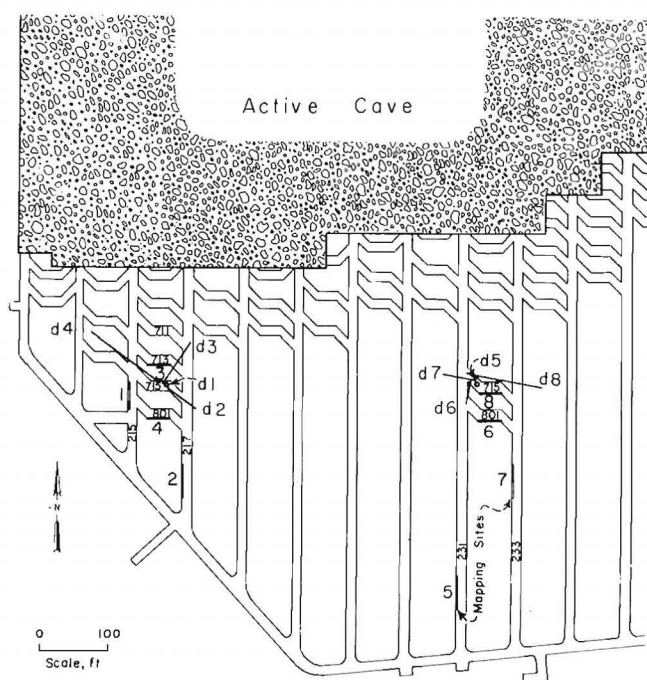 Active Cave
d4
711
d3
713
3
715
d1
1
d2
801
4
215
217
2
N
d7
d5
715
d8
8
d6
801
6
7
Mapping Sites
231
233
5
0 100
Scale, ft